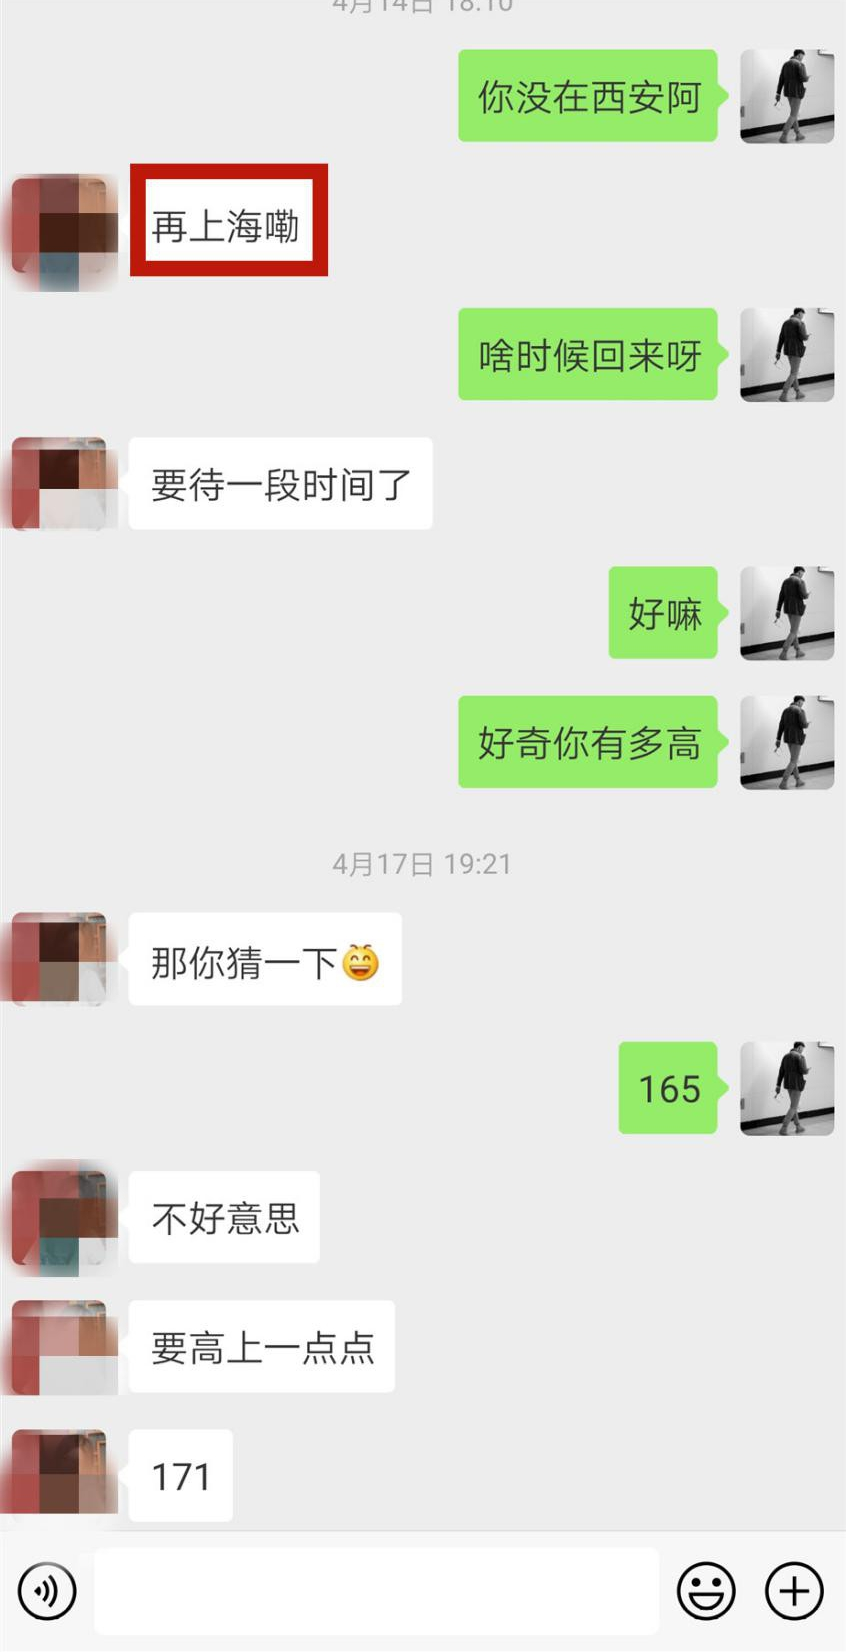 4月14日 18:10
你没在西安阿
再上海嘞
啥时候回来呀
要待一段时间了
好嘛
好奇你有多高
4月17日 19:21
那你猜一下
165
不好意思
要高上一点点
171